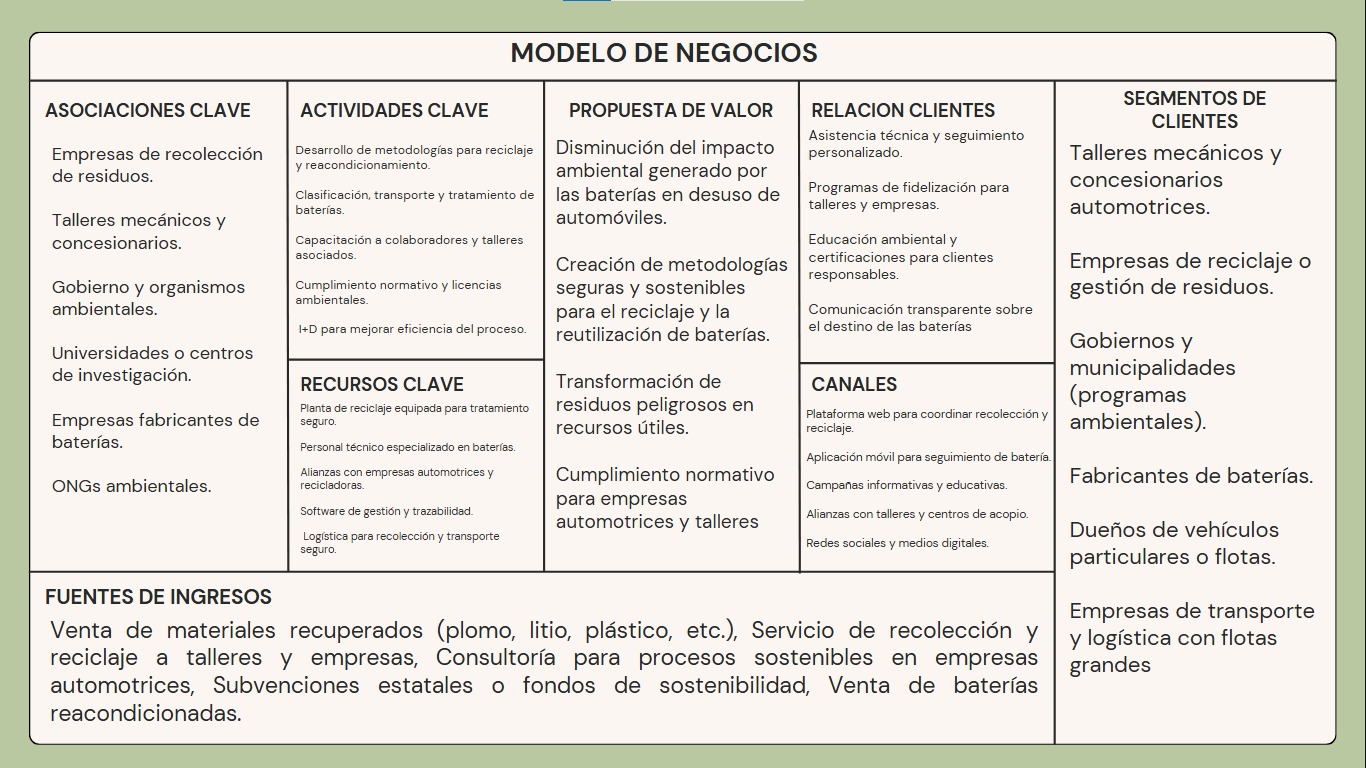 MODELO DE NEGOCIOS
ASOCIACIONES CLAVE
Empresas de recolección
de residuos.
Talleres mecánicos y
concesionarios.
Gobierno y organismos
ambientales.
Universidades o centros
de investigación.
Empresas fabricantes de
baterías.
ONGs ambientales.
ACTIVIDADES CLAVE
Desarrollo de metodologías para reciclaje
y reacondicionamiento.
Clasificación, transporte y tratamiento de
baterías.
Capacitación a colaboradores y talleres
asociados.
Cumplimiento normativo y licencias
ambientales.
I+D para mejorar eficiencia del proceso.
RECURSOS CLAVE
Planta de reciclaje equipada para tratamiento
seguro.
Personal técnico especializado en baterías.
Alianzas con empresas automotrices y
recicladoras.
Software de gestión y trazabilidad.
Logística para recolección y transporte
seguro.
PROPUESTA DE VALOR
Disminución del impacto
ambiental generado por
las baterías en desuso de
automóviles.
Creación de metodologías
seguras y sostenibles
para el reciclaje y la
reutilización de baterías.
Transformación de
residuos peligrosos en
recursos útiles.
Cumplimiento normativo
para empresas
automotrices y talleres
RELACION CLIENTES
Asistencia técnica y seguimiento
personalizado.
Programas de fidelización para
talleres y empresas.
Educación ambiental y
certificaciones para clientes
responsables.
Comunicación transparente sobre
el destino de las baterías
CANALES
Plataforma web para coordinar recolección y
reciclaje.
Aplicación móvil para seguimiento de batería.
Campañas informativas y educativas.
Alianzas con talleres y centros de acopio.
Redes sociales y medios digitales.
SEGMENTOS DE
CLIENTES
Talleres mecánicos y
concesionarios
automotrices.
Empresas de reciclaje o
gestión de residuos.
Gobiernos y
municipalidades
(programas
ambientales).
Fabricantes de baterías.
Dueños de vehículos
particulares o flotas.
Empresas de transporte
y logística con flotas
grandes
FUENTES DE INGRESOS
Venta de materiales recuperados (plomo, litio, plástico, etc.), Servicio de recolección y
reciclaje a talleres y empresas, Consultoría para procesos sostenibles en empresas
automotrices, Subvenciones estatales o fondos de sostenibilidad, Venta de baterías
reacondicionadas.